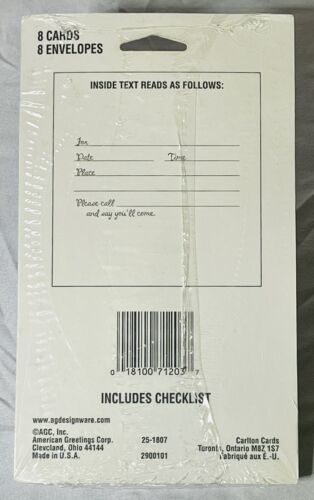 8 CARDS
8 ENVELOPES
INSIDE TEXT READS AS FOLLOWS:
For
Date Time
Place
Please call
and say you'll come.
0 18100 71203 7
INCLUDES CHECKLIST
www.agdesignware.com
©AGC, Inc.
American Greetings Corp. 25-1807 Carlton Cards
Cleveland, Ohio 44144 Toronto, Ontario M8Z 1S7
Made in U.S.A. 2900101 Fabriqué aux É.-U.